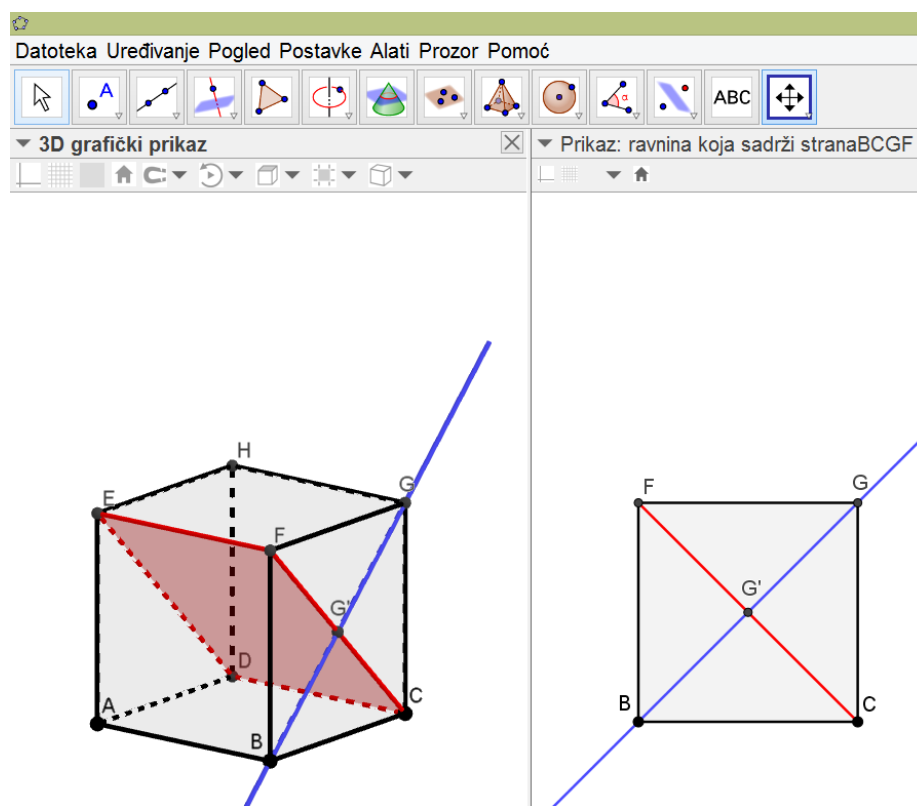 Datoteka Uređivanje Pogled Postavke Alati Prozor Pomoć
A
α
ABC
3D grafički prikaz
Prikaz: ravnina koja sadrži stranaBCGF
H
E
G
F
G'
D
A
C
B
F
G
G'
B
C